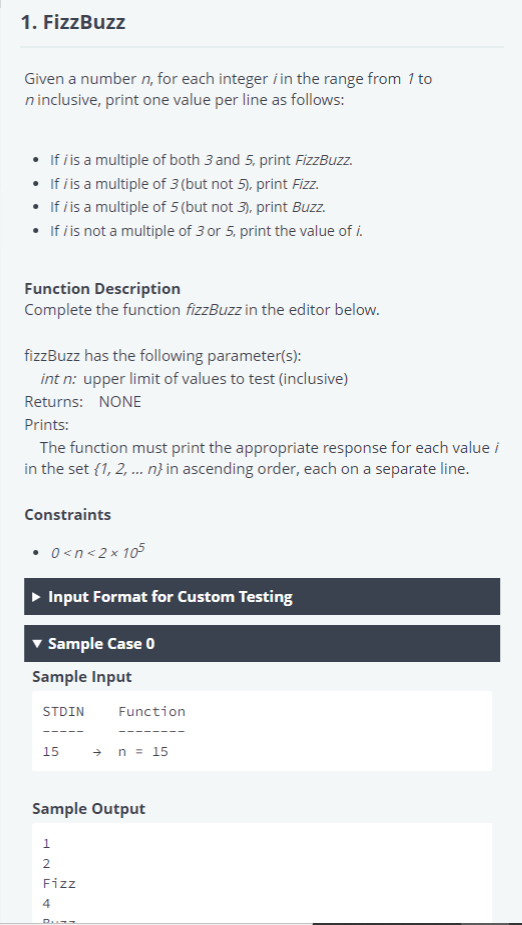 1. FizzBuzz
Given a number n, for each integer i in the range from 1 to
n inclusive, print one value per line as follows:
• If i is a multiple of both 3 and 5, print FizzBuzz.
• If i is a multiple of 3 (but not 5), print Fizz.
• If i is a multiple of 5 (but not 3), print Buzz.
• If i is not a multiple of 3 or 5, print the value of i.
Function Description
Complete the function fizzBuzz in the editor below.
fizzBuzz has the following parameter(s):
int n: upper limit of values to test (inclusive)
Returns: NONE
Prints:
The function must print the appropriate response for each value i
in the set {1, 2, ... n} in ascending order, each on a separate line.
Constraints
• 0 < n < 2 × 10⁵
▶ Input Format for Custom Testing
▼ Sample Case 0
Sample Input
STDIN Function
----- --------
15 → n = 15
Sample Output
1
2
Fizz
4
Buzz